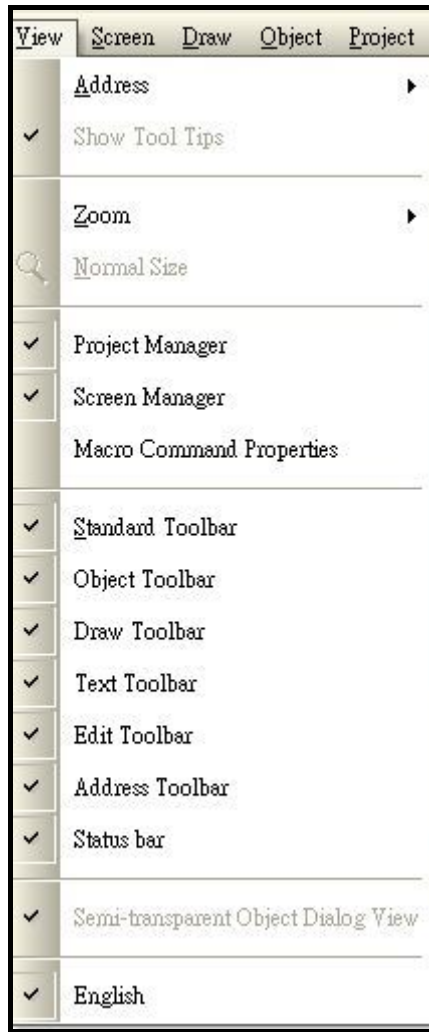 View Screen Draw Object Project
Address
Show Tool Tips
Zoom
Normal Size
Project Manager
Screen Manager
Macro Command Properties
Standard Toolbar
Object Toolbar
Draw Toolbar
Text Toolbar
Edit Toolbar
Address Toolbar
Status bar
Semi-transparent Object Dialog View
English